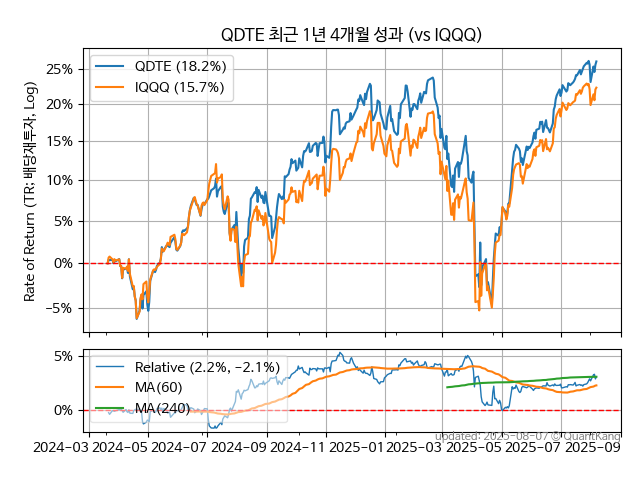 QDTE 최근 1년 4개월 성과 (vs IQQQ)
Rate of Return (TR: 배당재투자, Log)
25%
20%
15%
10%
5%
0%
−5%
QDTE (18.2%)
IQQQ (15.7%)
5%
0%
Relative (2.2%, −2.1%)
MA(60)
MA(240)
updated: 2025-08-07 © QuantKang
2024−03 2024−05 2024−07 2024−09 2024−11 2025−01 2025−03 2025−05 2025−07 2025−09